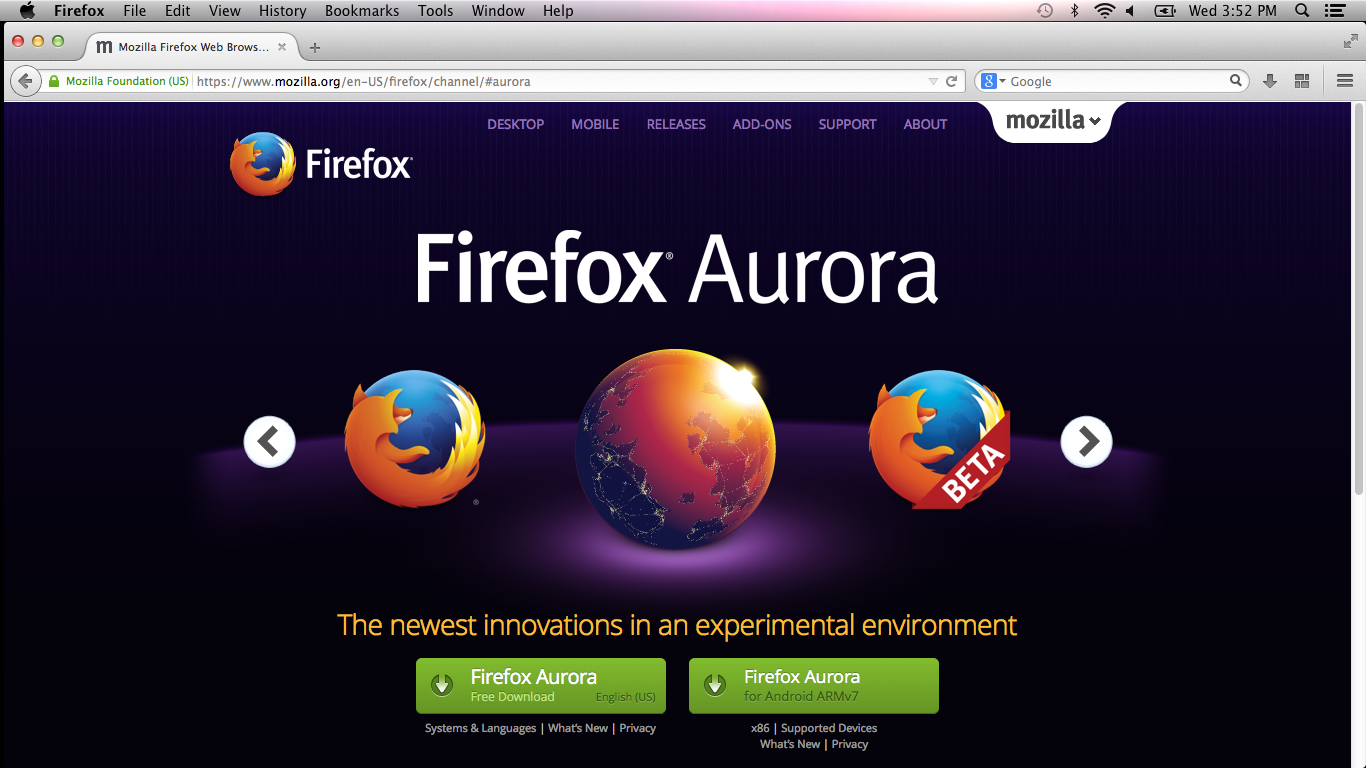 Firefox File Edit View History Bookmarks Tools Window Help Wed 3:52 PM
m Mozilla Firefox Web Brows...
Mozilla Foundation (US) https://www.mozilla.org/en-US/firefox/channel/#aurora 8 Google
DESKTOP MOBILE RELEASES ADD-ONS SUPPORT ABOUT mozilla
Firefox®
Firefox® Aurora
BETA
®
The newest innovations in an experimental environment
Firefox Aurora
Free Download English (US)
Systems & Languages | What's New | Privacy
Firefox Aurora
for Android ARMv7
x86 | Supported Devices
What's New | Privacy